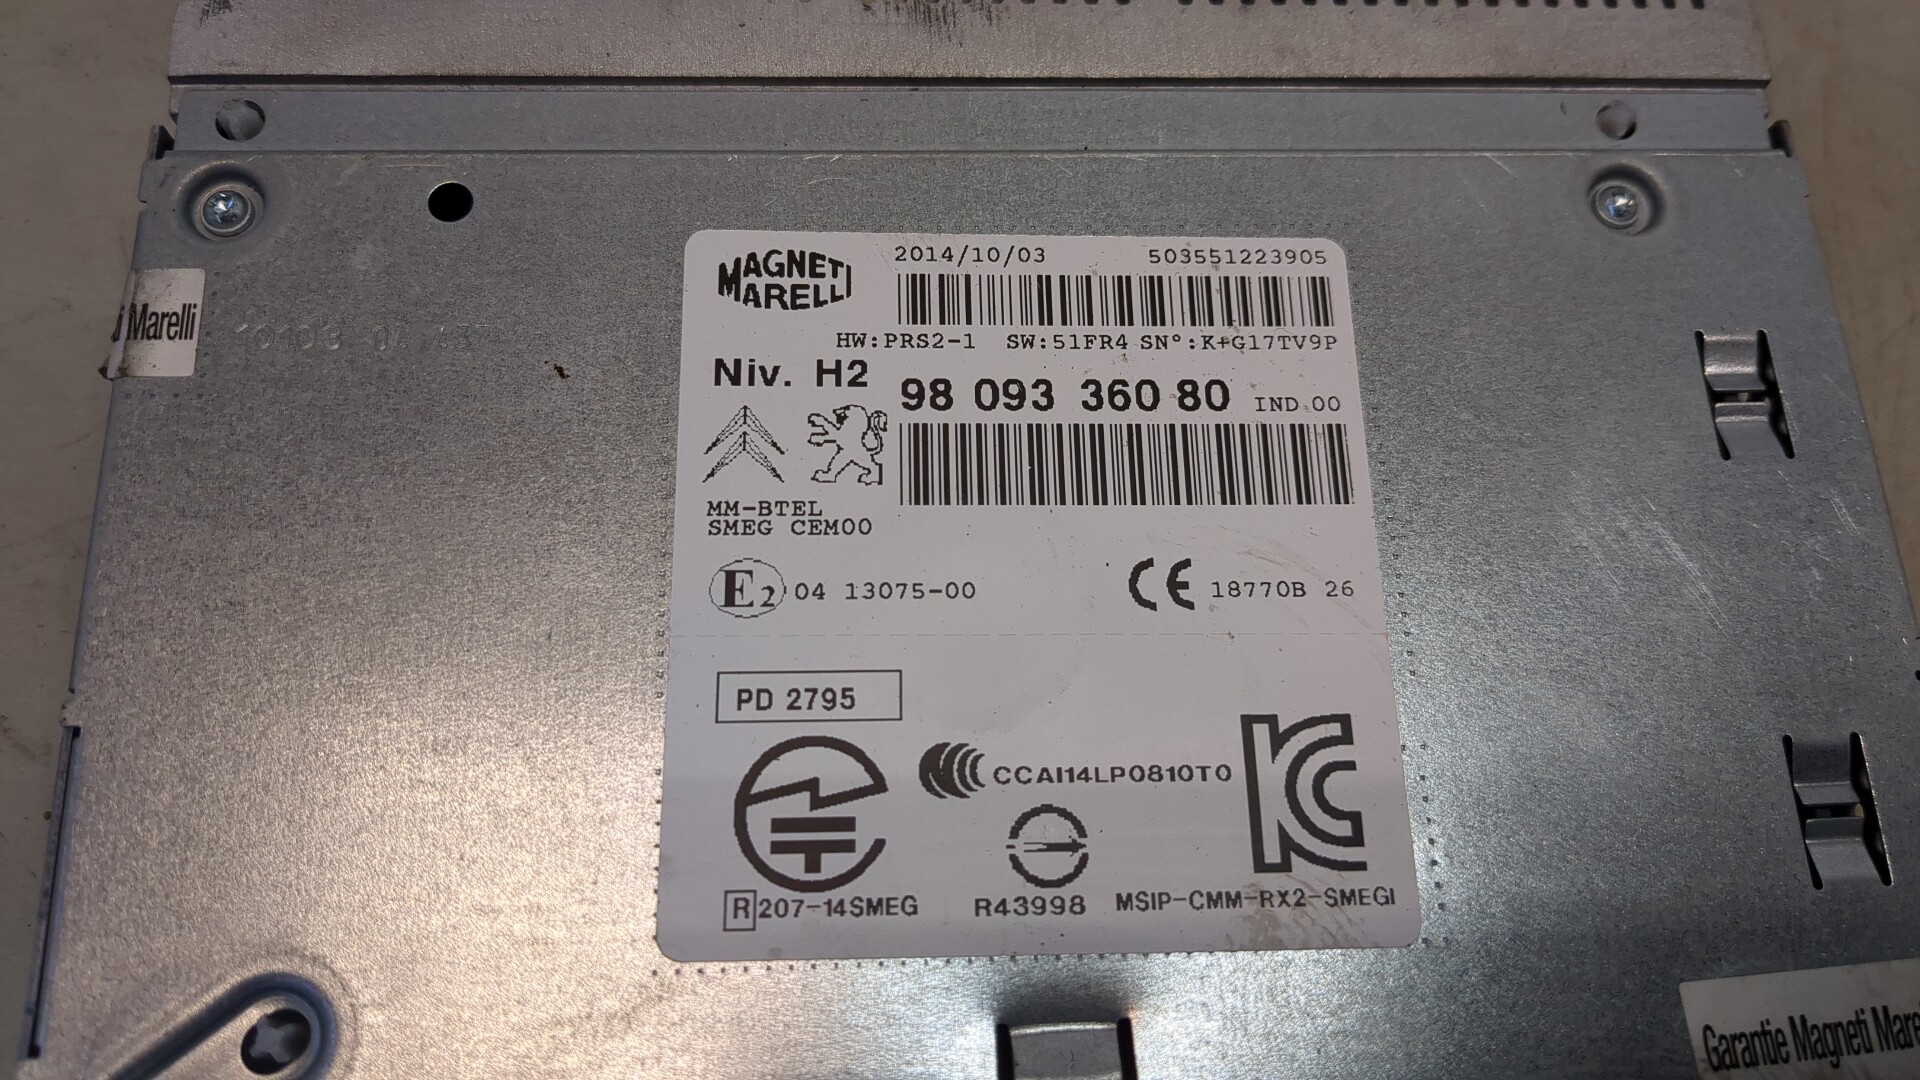 MAGNETI
MARELLI
2014/10/03 503551223905
HW:PRS2-1 SW:51FR4 SN°:K+G17TV9P
Niv. H2
98 093 360 80 IND.00
MM-BTEL
SMEG CEM00
E2 04 13075-00
CE 18770B 26
PD 2795
CCAI14LP0810T0
R 207-14SMEG
R43998
MSIP-CMM-RX2-SMEGI
Marelli
Garantie Magneti